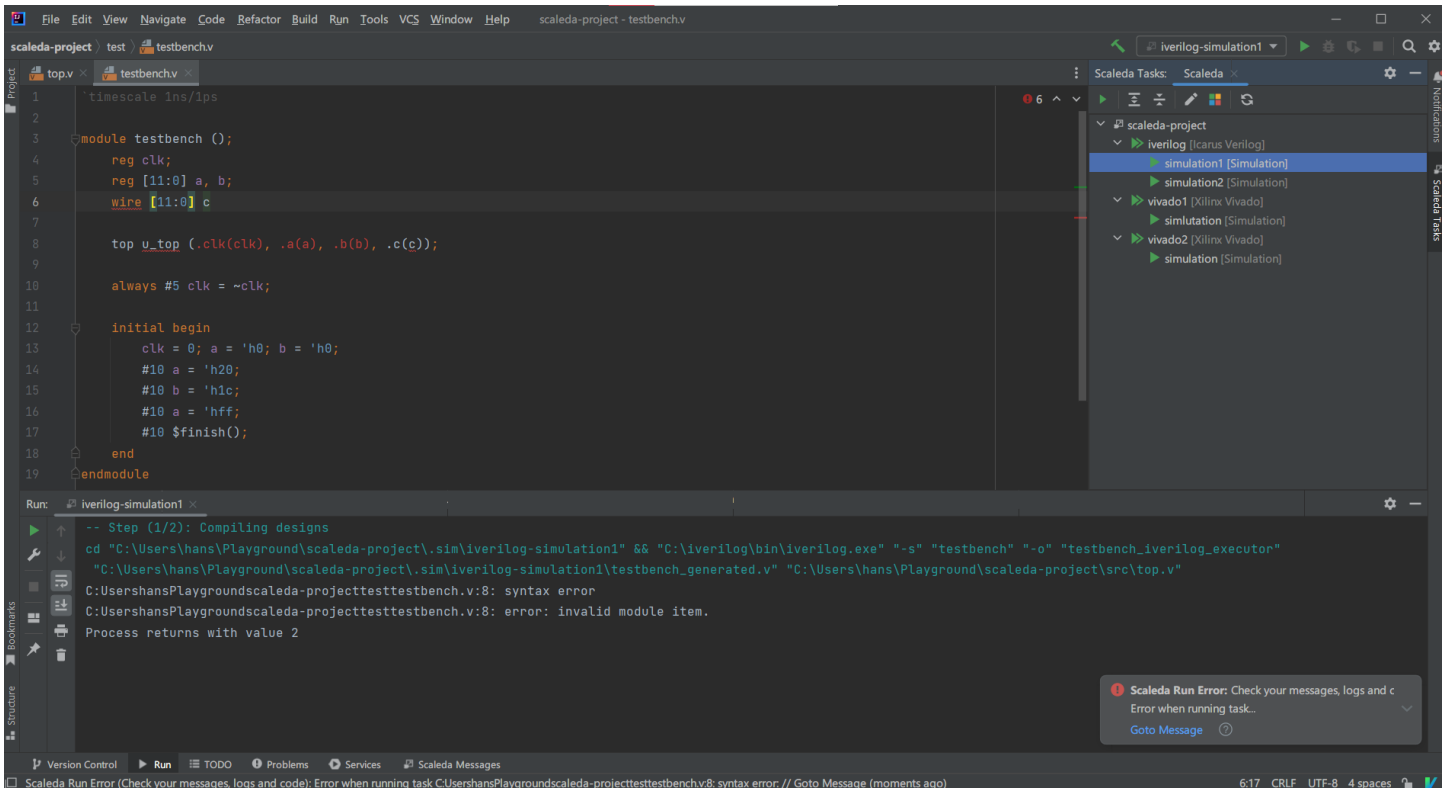 File Edit View Navigate Code Refactor Build Run Tools VCS Window Help scaleda-project - testbench.v
scaleda-project test testbench.v iverilog-simulation1
top.v testbench.v Scaleda Tasks: Scaleda
Project
Notifications
Scaleda Tasks
1 `timescale 1ns/1ps
6
2
3 module testbench ();
4 reg clk;
5 reg [11:0] a, b;
6 wire [11:0] c
7
8 top u_top (.clk(clk), .a(a), .b(b), .c(c));
9
10 always #5 clk = ~clk;
11
12 initial begin
13 clk = 0; a = 'h0; b = 'h0;
14 #10 a = 'h20;
15 #10 b = 'h1c;
16 #10 a = 'hff;
17 #10 $finish();
18 end
19 endmodule
scaleda-project
iverilog [Icarus Verilog]
simulation1 [Simulation]
simulation2 [Simulation]
vivado1 [Xilinx Vivado]
simlutation [Simulation]
vivado2 [Xilinx Vivado]
simulation [Simulation]
Run: iverilog-simulation1
-- Step (1/2): Compiling designs
cd "C:\Users\hans\Playground\scaleda-project\.sim\iverilog-simulation1" && "C:\iverilog\bin\iverilog.exe" "-s" "testbench" "-o" "testbench_iverilog_executor"
"C:\Users\hans\Playground\scaleda-project\.sim\iverilog-simulation1\testbench_generated.v" "C:\Users\hans\Playground\scaleda-project\src\top.v"
C:UsershansPlaygroundscaleda-projecttesttestbench.v:8: syntax error
C:UsershansPlaygroundscaleda-projecttesttestbench.v:8: error: invalid module item.
Process returns with value 2
Bookmarks
Structure
Scaleda Run Error: Check your messages, logs and c
Error when running task...
Goto Message
Version Control Run TODO Problems Services Scaleda Messages
Scaleda Run Error (Check your messages, logs and code): Error when running task C:UsershansPlaygroundscaleda-projecttesttestbench.v:8: syntax error: // Goto Message (moments ago) 6:17 CRLF UTF-8 4 spaces